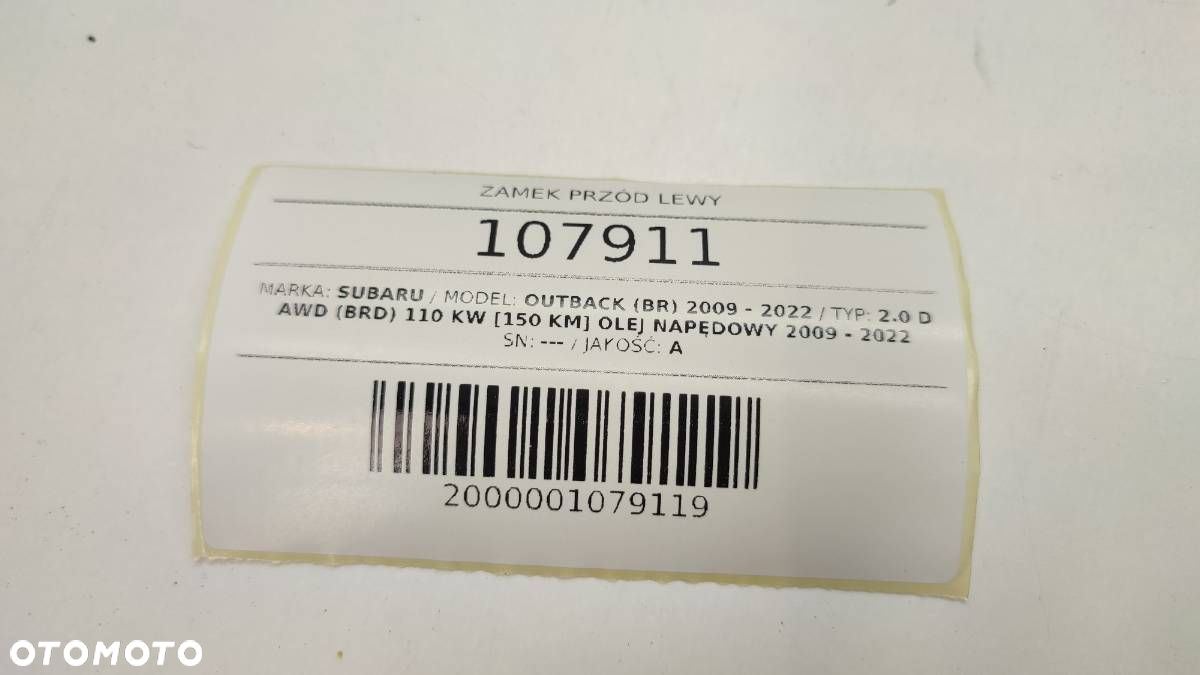 ZAMEK PRZÓD LEWY
107911
MARKA: SUBARU / MODEL: OUTBACK (BR) 2009 - 2022 / TYP: 2.0 D
AWD (BRD) 110 KW [150 KM] OLEJ NAPĘDOWY 2009 - 2022
SN: --- / JAKOŚĆ: A
2000001079119
OTOMOTO